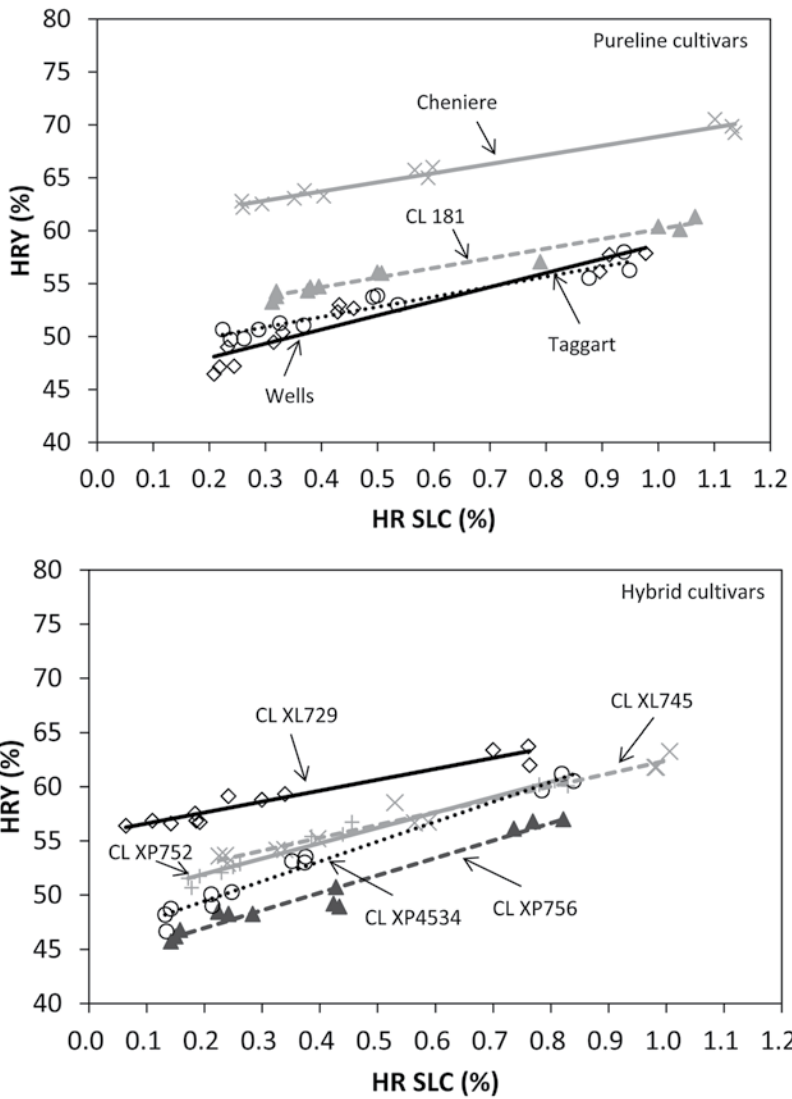 80
75
70
65
60
55
50
45
40
HRY (%)
Pureline cultivars
Cheniere
CL 181
Taggart
Wells
0.0 0.1 0.2 0.3 0.4 0.5 0.6 0.7 0.8 0.9 1.0 1.1 1.2
HR SLC (%)
80
75
70
65
60
55
50
45
40
HRY (%)
Hybrid cultivars
CL XL729
CL XL745
CL XP752
CL XP4534
CL XP756
0.0 0.1 0.2 0.3 0.4 0.5 0.6 0.7 0.8 0.9 1.0 1.1 1.2
HR SLC (%)